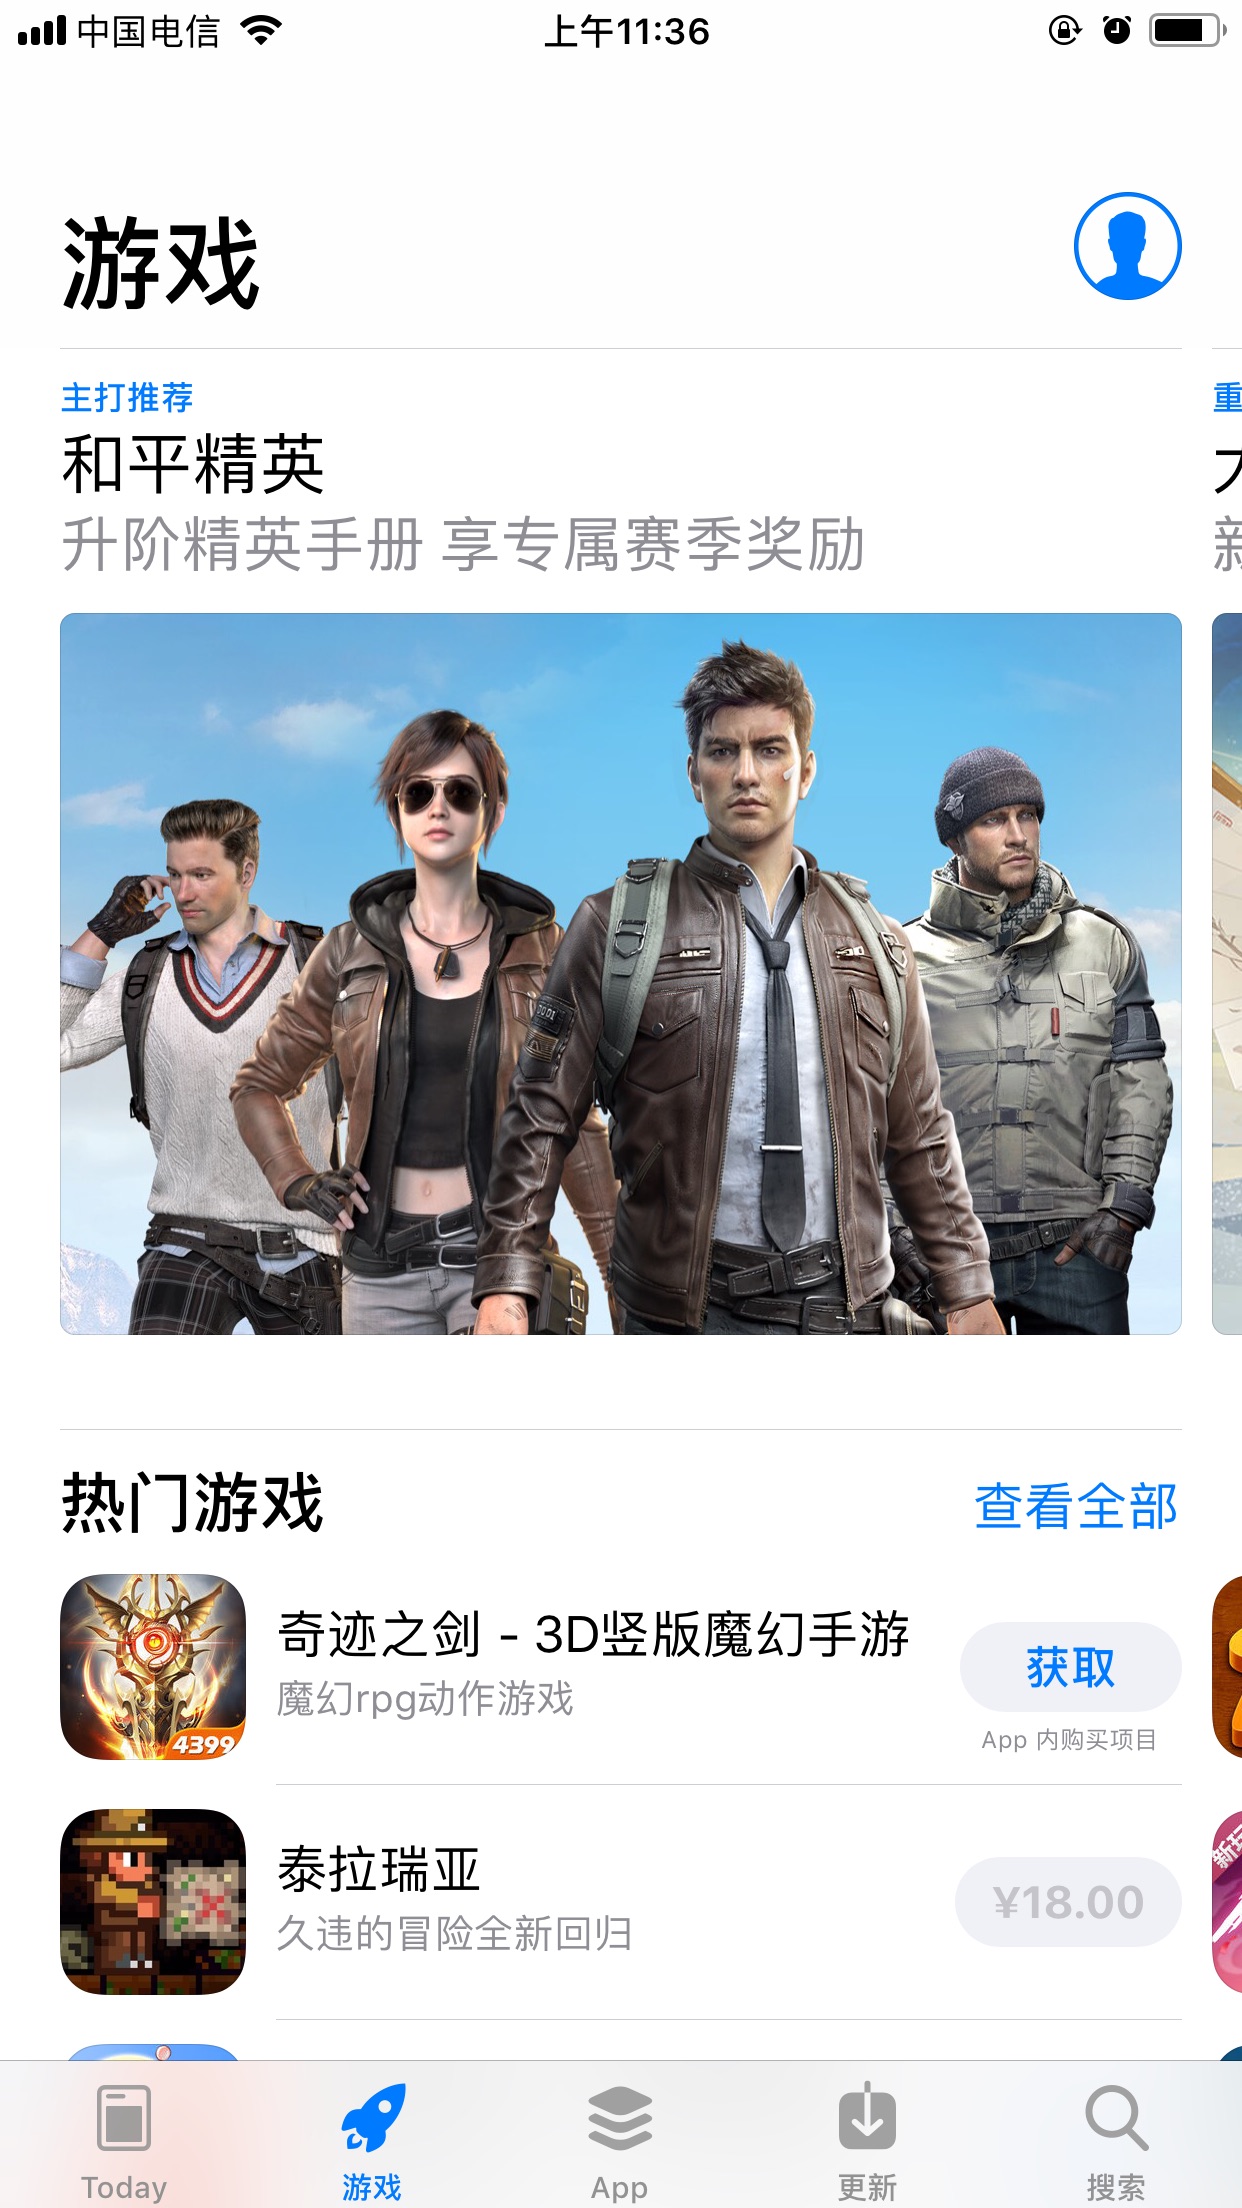 中国电信
上午11:36
游戏
主打推荐
和平精英
升阶精英手册 享专属赛季奖励
重
新
热门游戏
查看全部
奇迹之剑 - 3D竖版魔幻手游
魔幻rpg动作游戏
获取
App 内购买项目
4399
泰拉瑞亚
久违的冒险全新回归
¥18.00
新玩
Today
游戏
App
更新
搜索